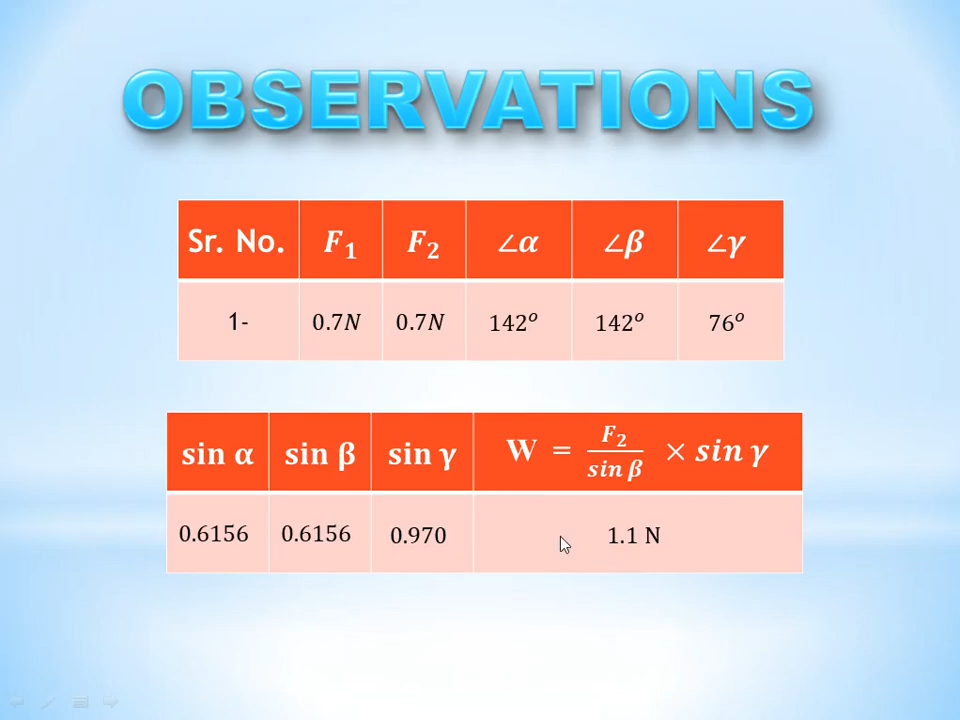 OBSERVATIONS
Sr. No. F₁ F₂ ∠α ∠β ∠γ
1- 0.7N 0.7N 142° 142° 76°
sin α sin β sin γ W = F₂/sin β × sin γ
0.6156 0.6156 0.970 1.1 N